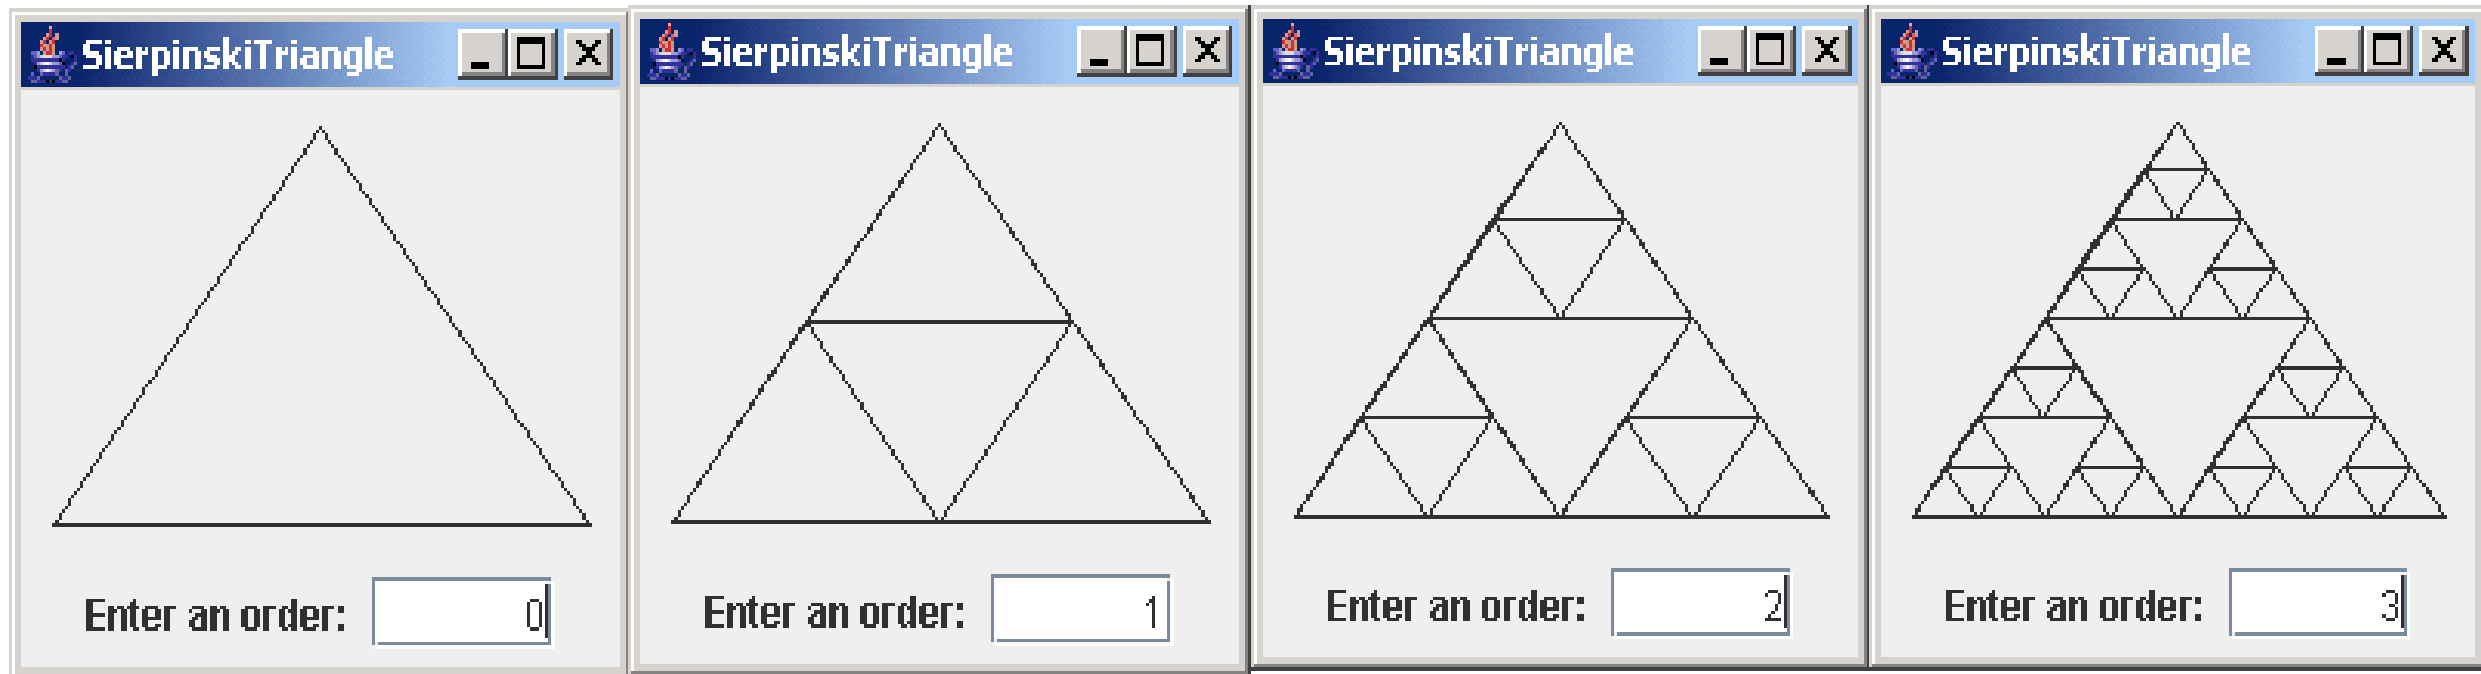 SierpinskiTriangle
Enter an order: 0
SierpinskiTriangle
Enter an order: 1
SierpinskiTriangle
Enter an order: 2
SierpinskiTriangle
Enter an order: 3